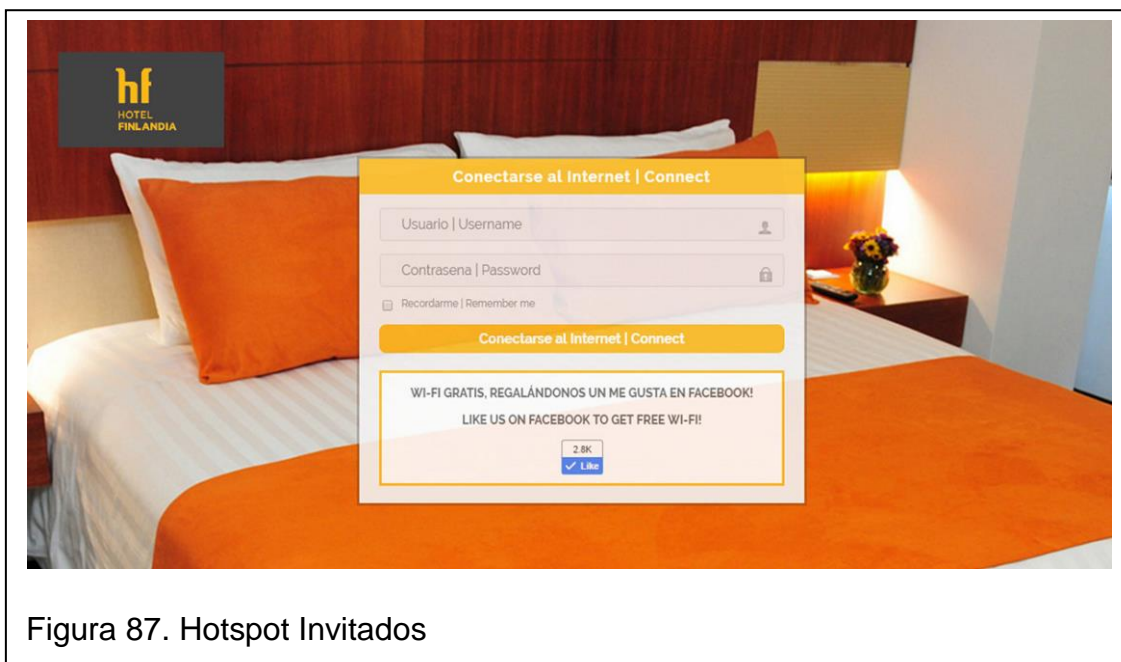 hf
HOTEL
FINLANDIA
Conectarse al Internet | Connect
Usuario | Username
Contrasena | Password
Recordarme | Remember me
Conectarse al Internet | Connect
WI-FI GRATIS, REGALÁNDONOS UN ME GUSTA EN FACEBOOK!
LIKE US ON FACEBOOK TO GET FREE WI-FI!
2.8K
Like
Figura 87. Hotspot Invitados